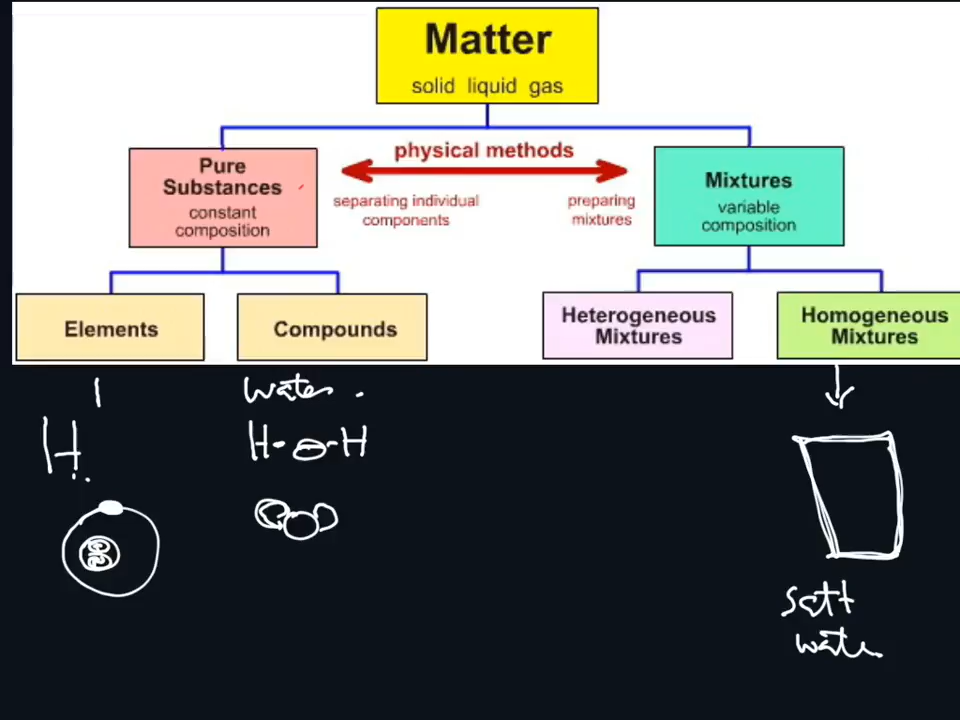 Matter
solid liquid gas
physical methods
Pure
Substances
constant
composition
separating individual
components
preparing
mixtures
Mixtures
variable
composition
Elements
Compounds
Heterogeneous
Mixtures
Homogeneous
Mixtures
water
H-O-H
H
salt
water